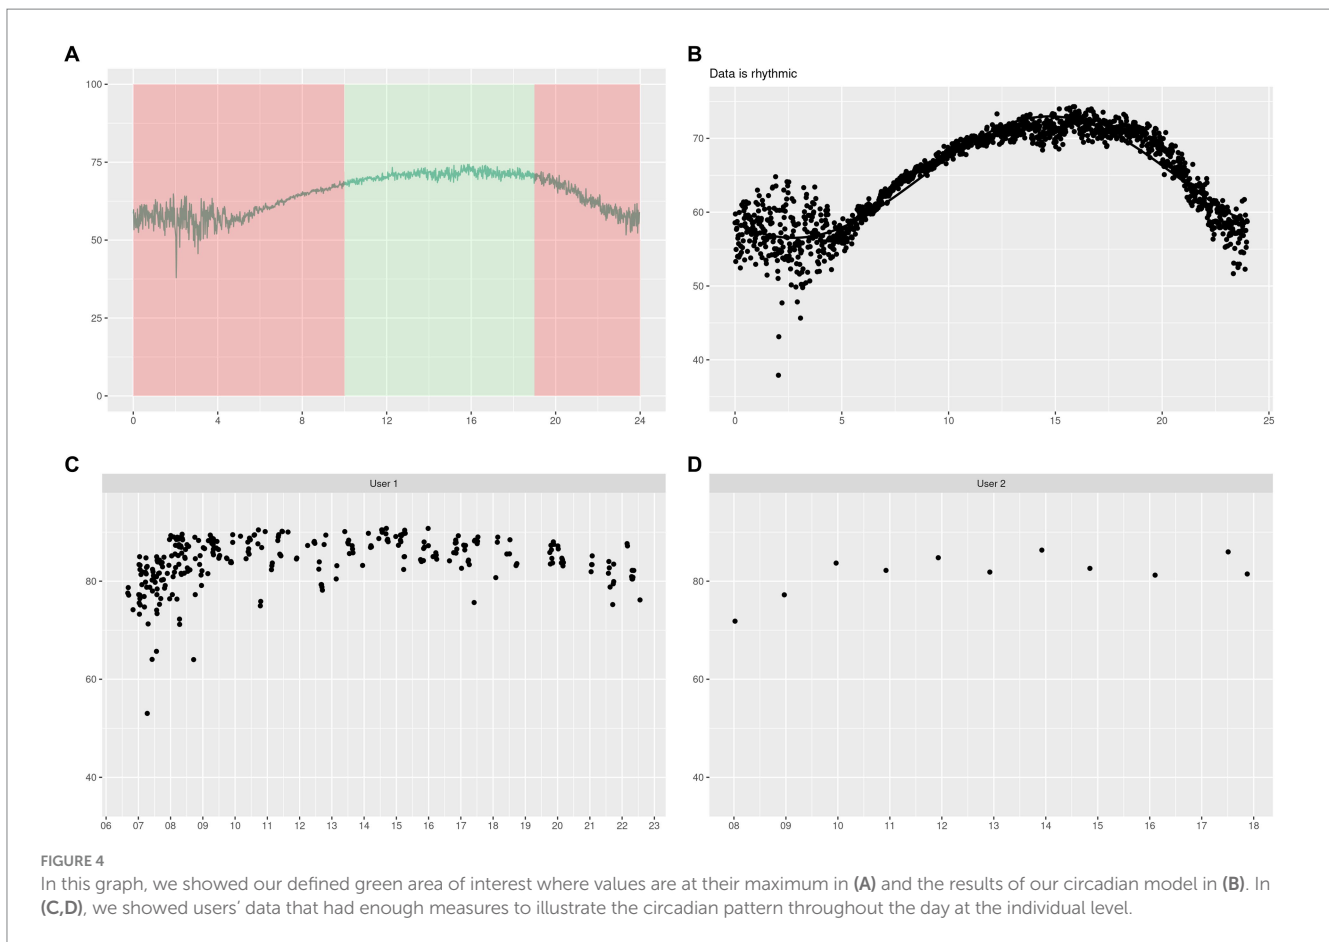 A
100
75
50
25
0
0 4 8 12 16 20 24
B
Data is rhythmic
70
60
50
40
0 5 10 15 20 25
C
User 1
80
60
40
06 07 08 09 10 11 12 13 14 15 16 17 18 19 20 21 22 23
D
User 2
80
60
40
08 09 10 11 12 13 14 15 16 17 18
FIGURE 4
In this graph, we showed our defined green area of interest where values are at their maximum in (A) and the results of our circadian model in (B). In
(C,D), we showed users’ data that had enough measures to illustrate the circadian pattern throughout the day at the individual level.